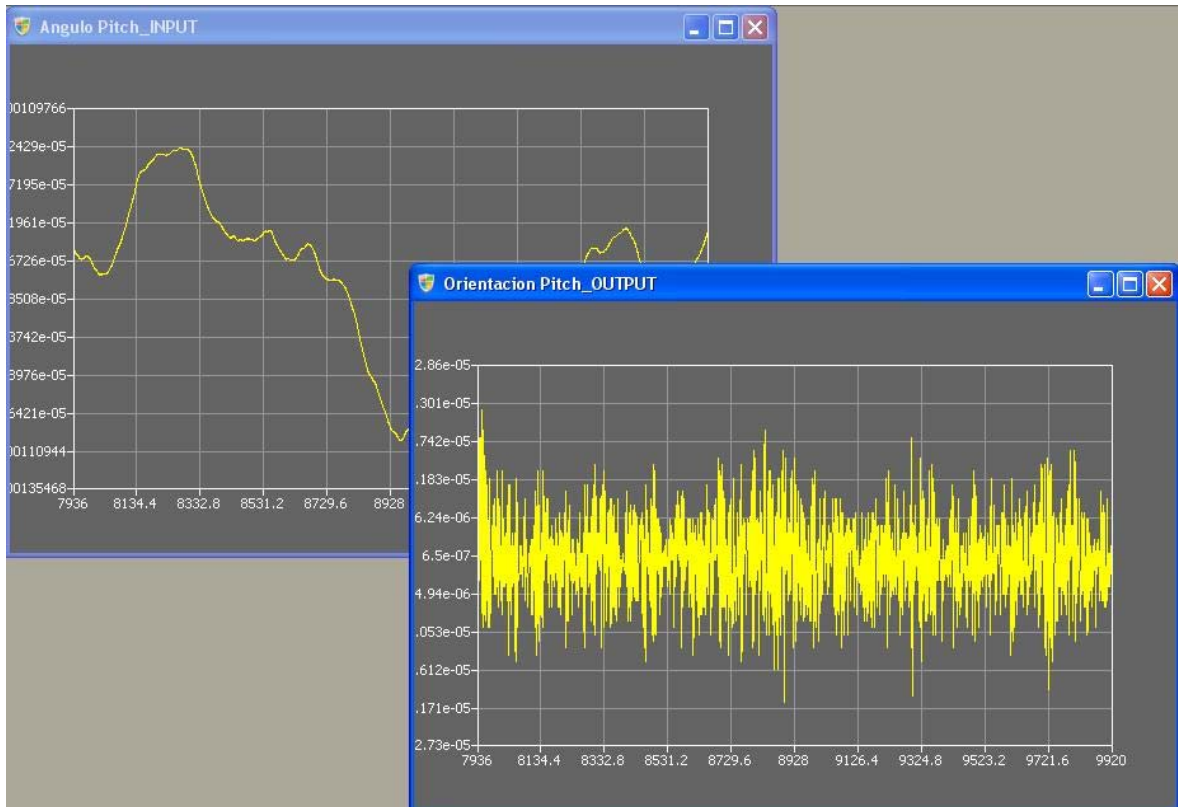 Angulo Pitch_INPUT
00109766
2429e-05
7195e-05
1961e-05
6726e-05
3508e-05
3742e-05
3976e-05
6421e-05
00110944
00135468
7936 8134.4 8332.8 8531.2 8729.6 8928
Orientacion Pitch_OUTPUT
2.86e-05
.301e-05
.742e-05
.183e-05
6.24e-06
6.5e-07
4.94e-06
.053e-05
.612e-05
.171e-05
2.73e-05
7936 8134.4 8332.8 8531.2 8729.6 8928 9126.4 9324.8 9523.2 9721.6 9920